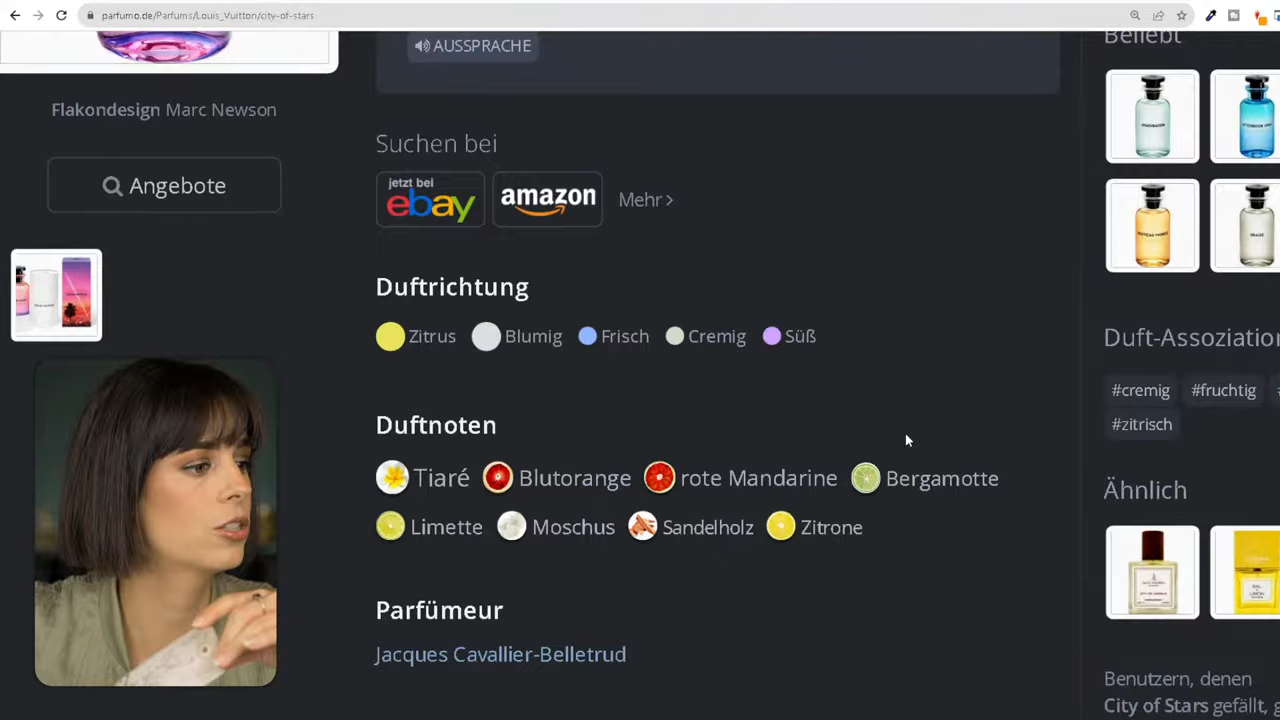 parfumo.de/Parfums/Louis_Vuitton/city-of-stars
Beliebt
AUSSPRACHE
Flakondesign Marc Newson
Suchen bei
Angebote
jetzt bei
ebay
amazon
Mehr
Duftrichtung
Zitrus Blumig Frisch Cremig Süß
Duft-Assoziation
#cremig #fruchtig
#zitrisch
Duftnoten
Tiaré Blutorange rote Mandarine Bergamotte
Limette Moschus Sandelholz Zitrone
Ähnlich
Parfümeur
Jacques Cavallier-Belletrud
Benutzern, denen
City of Stars gefällt, g